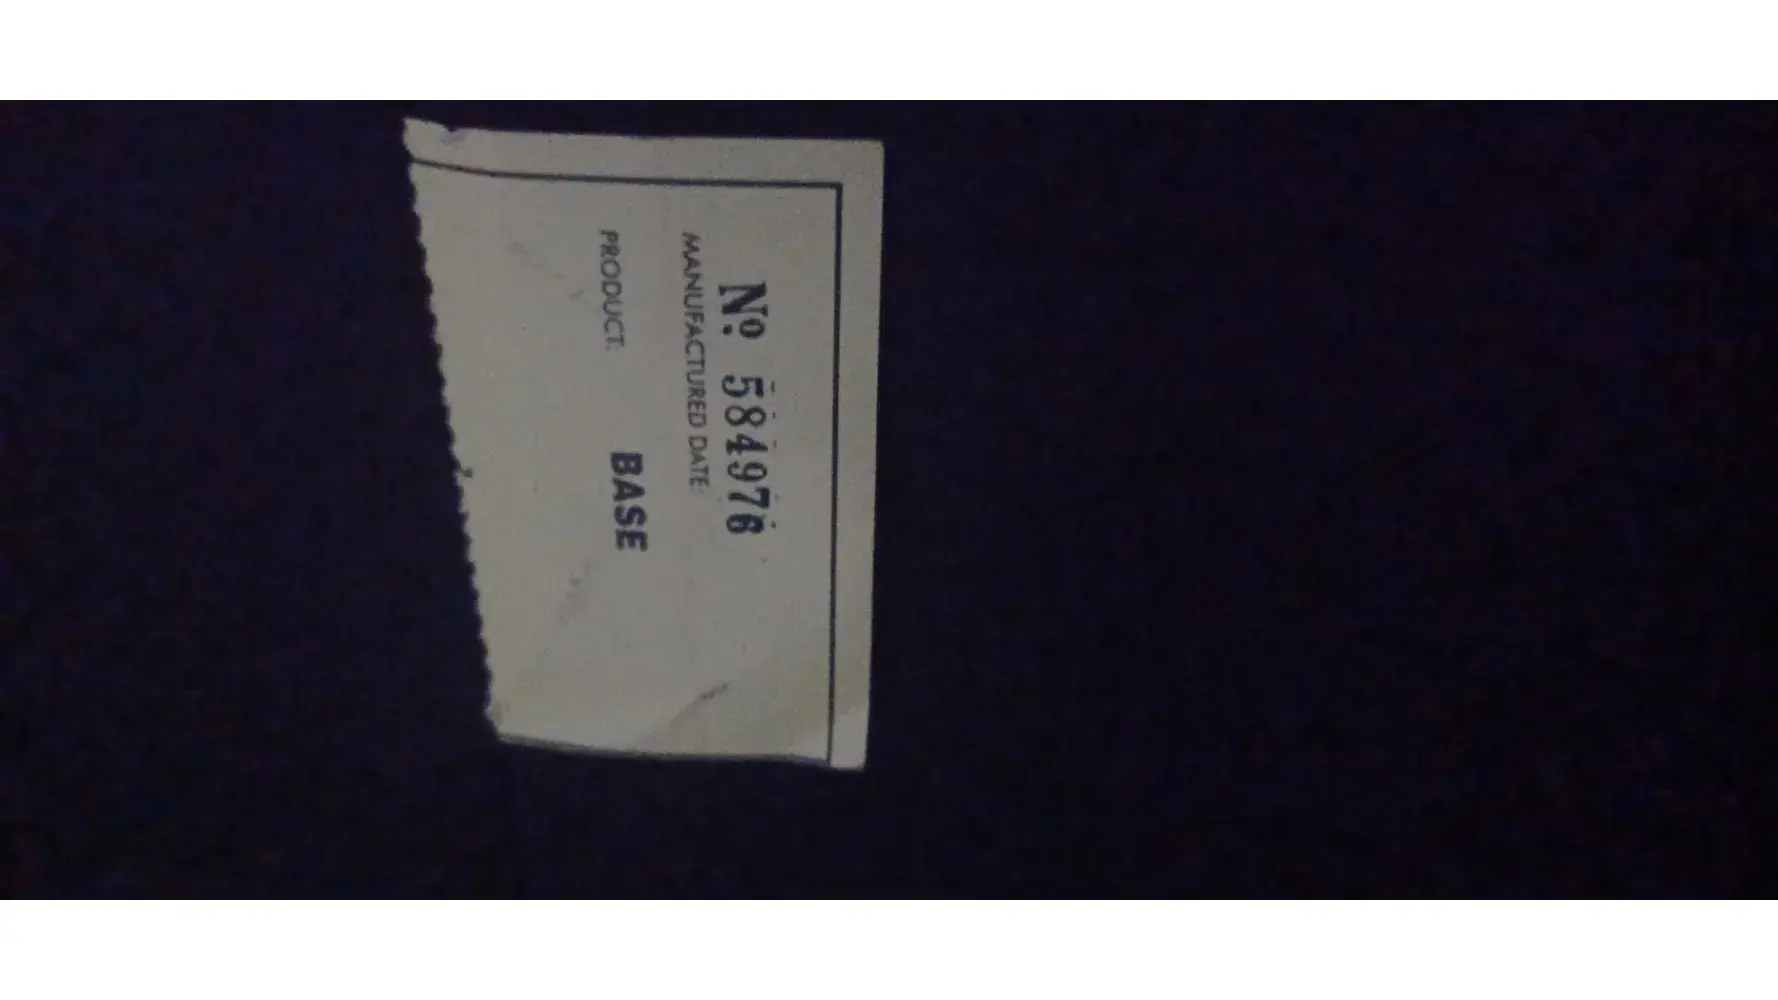 Nº 584976
MANUFACTURED DATE:
PRODUCT: BASE